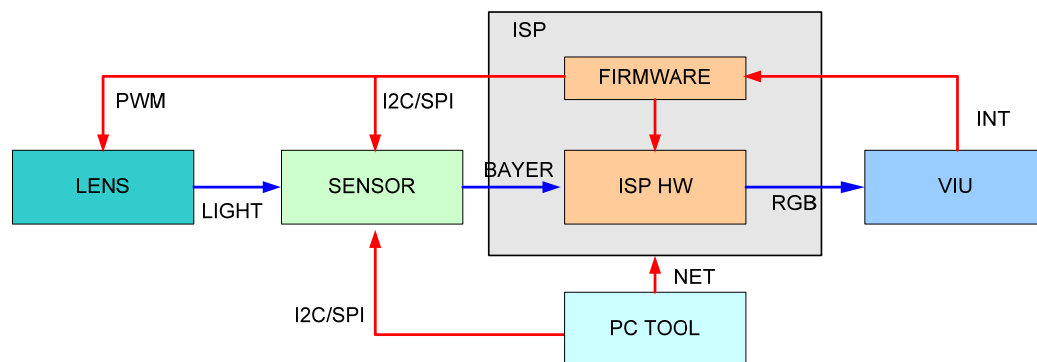 ISP
FIRMWARE
PWM
I2C/SPI
INT
LENS
LIGHT
SENSOR
BAYER
ISP HW
RGB
VIU
NET
I2C/SPI
PC TOOL